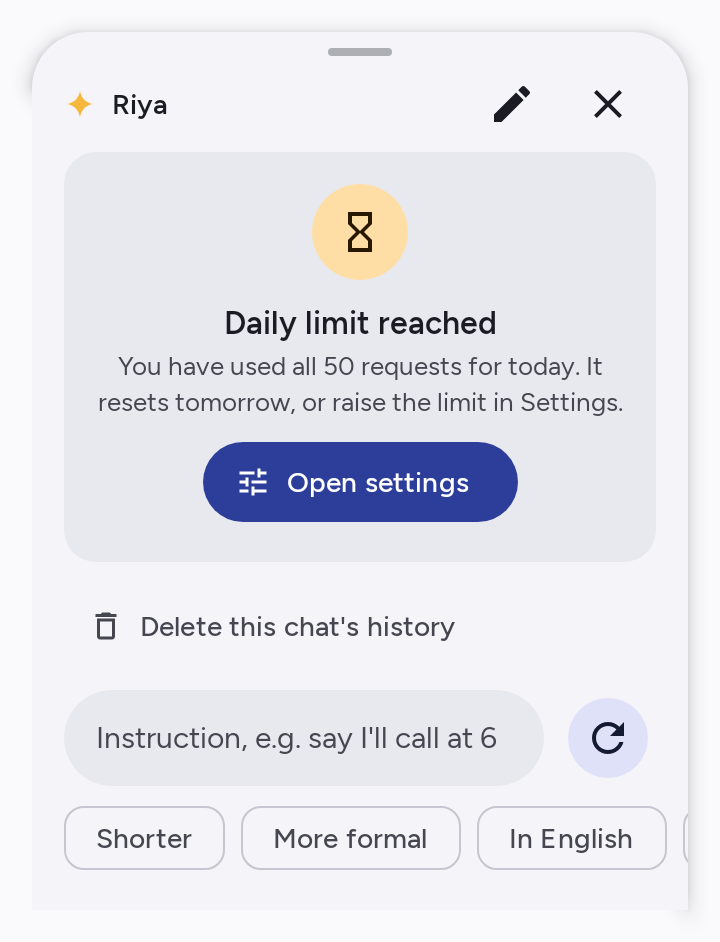 Riya
Daily limit reached
You have used all 50 requests for today. It
resets tomorrow, or raise the limit in Settings.
Open settings
Delete this chat's history
Instruction, e.g. say I'll call at 6
Shorter
More formal
In English